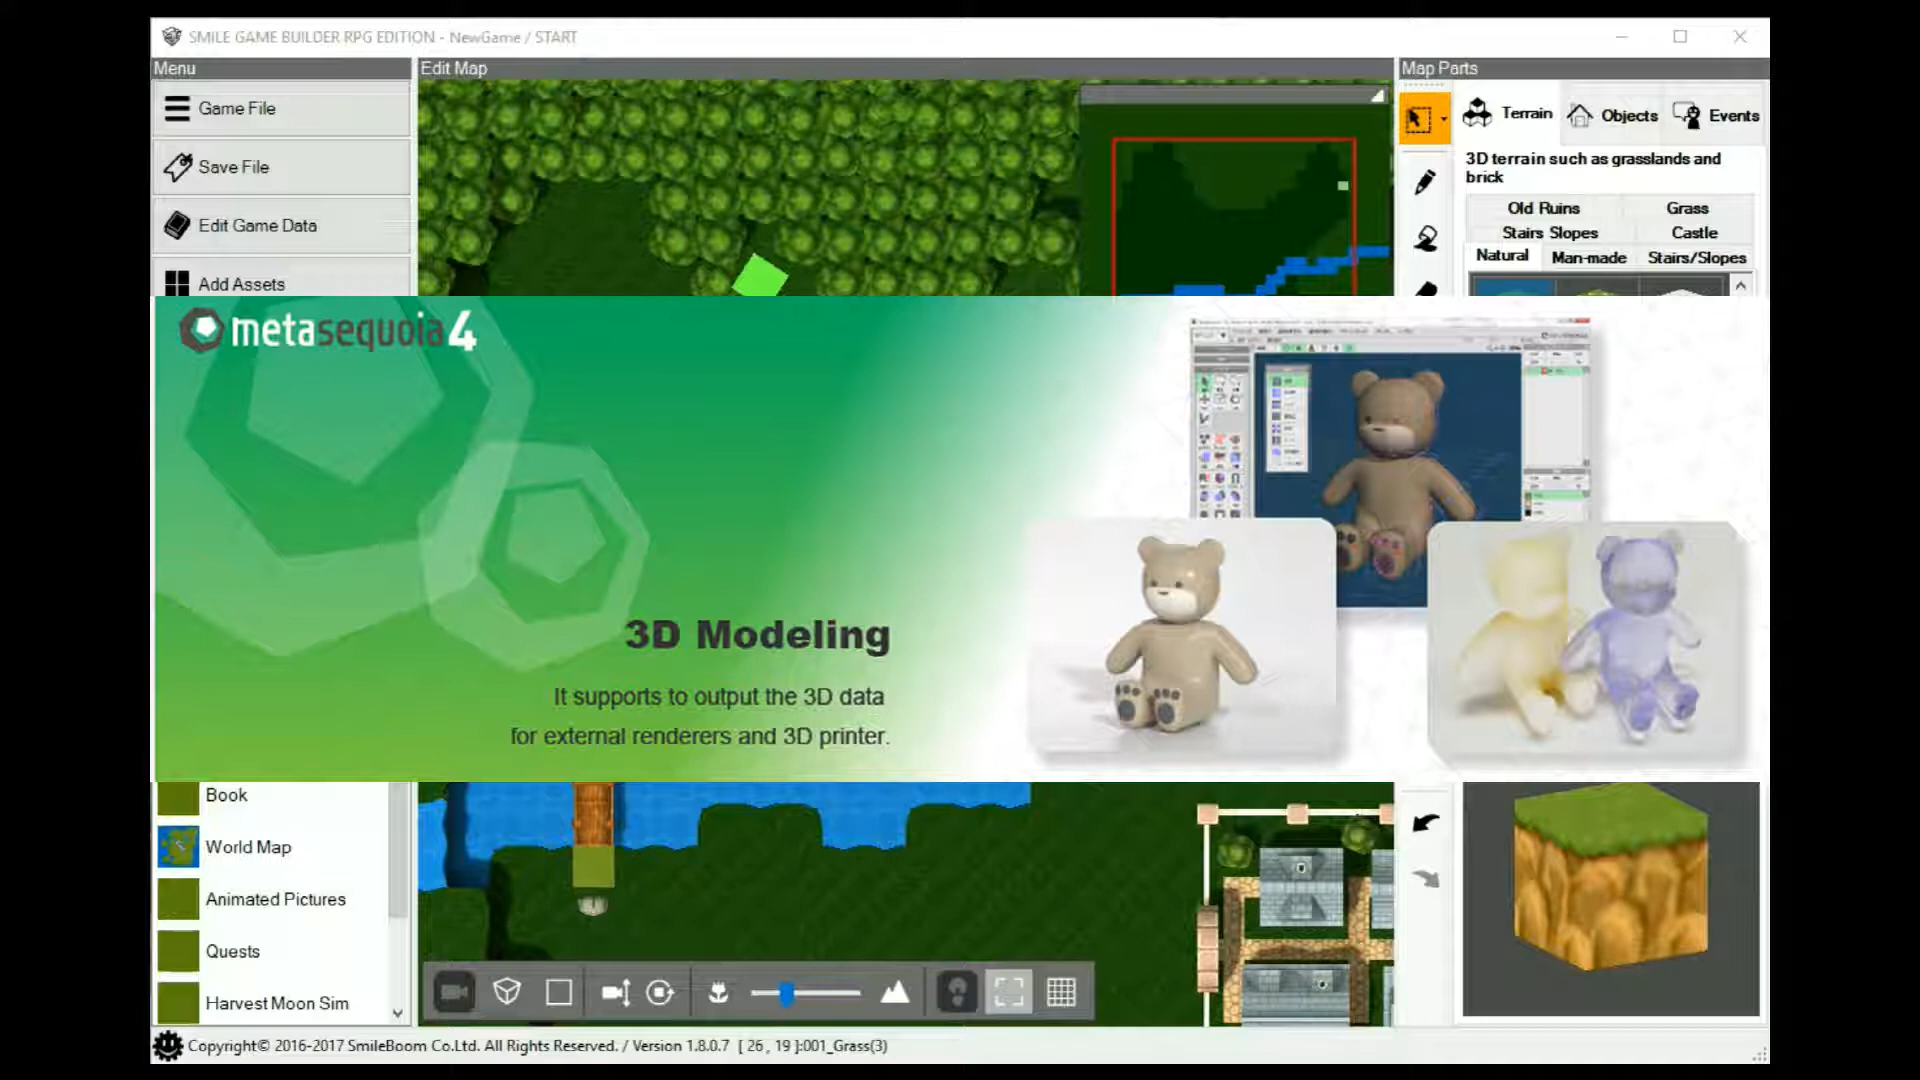 SMILE GAME BUILDER RPG EDITION - NewGame / START
Menu
Edit Map
Map Parts
Game File
Save File
Edit Game Data
Add Assets
Terrain
Objects
Events
3D terrain such as grasslands and
brick
Old Ruins
Grass
Stairs Slopes
Castle
Natural
Man-made
Stairs/Slopes
metasequoia 4
3D Modeling
It supports to output the 3D data
for external renderers and 3D printer.
Book
World Map
Animated Pictures
Quests
Harvest Moon Sim
Copyright© 2016-2017 SmileBoom Co.Ltd. All Rights Reserved. / Version 1.8.0.7 [ 26 , 19 ]:001_Grass(3)